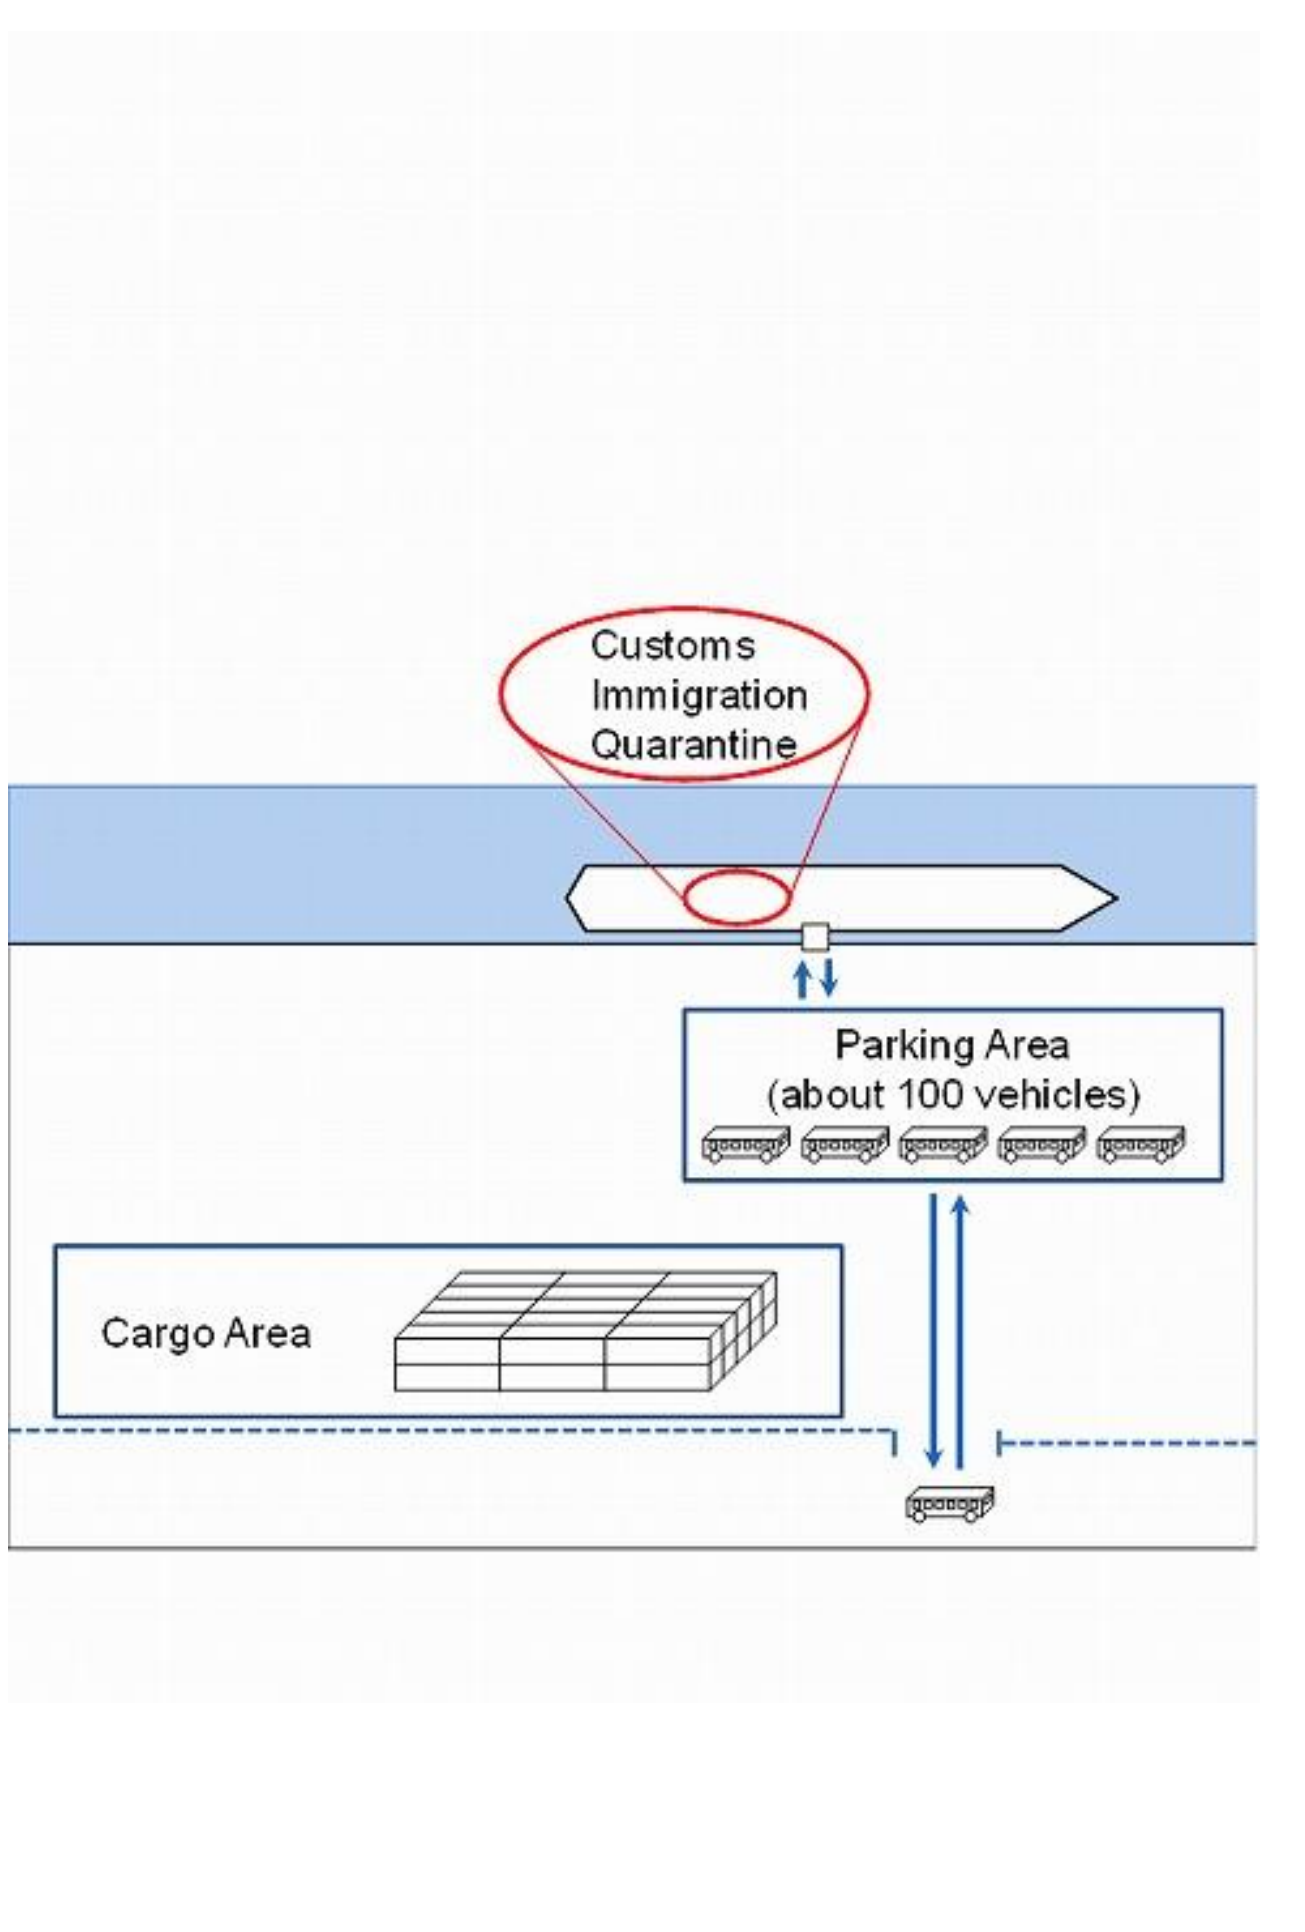 Customs
Immigration
Quarantine
Parking Area
(about 100 vehicles)
Cargo Area